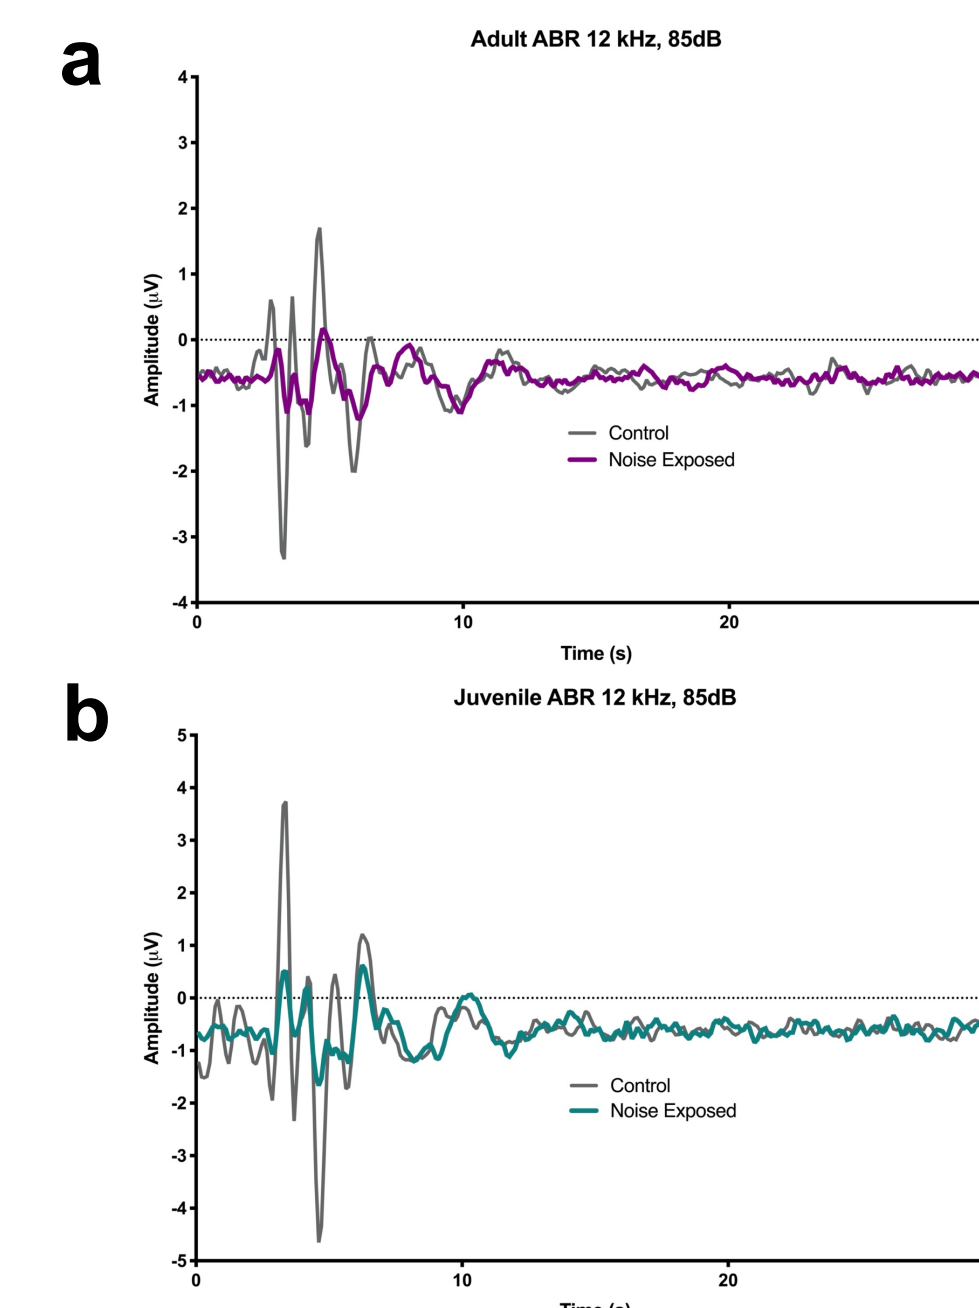 a
Adult ABR 12 kHz, 85dB
4
3
2
1
0
-1
-2
-3
-4
Amplitude (μV)
Control
Noise Exposed
0 10 20
Time (s)
b
Juvenile ABR 12 kHz, 85dB
5
4
3
2
1
0
-1
-2
-3
-4
-5
Amplitude (μV)
Control
Noise Exposed
0 10 20
Time (s)